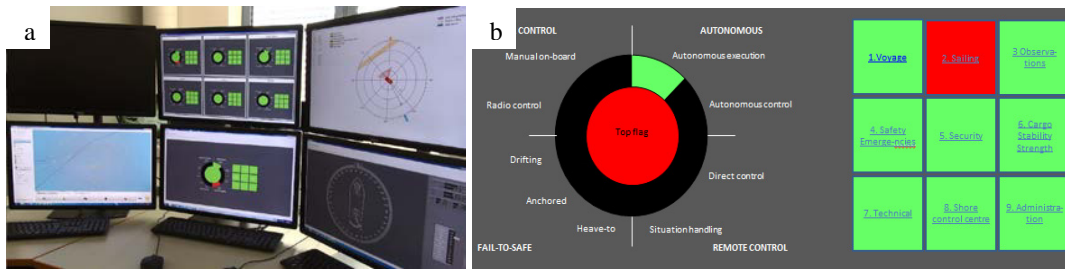 a
b
CONTROL
AUTONOMOUS
Manual on-board
Autonomous execution
Radio control
Autonomous control
Top flag
Drifting
Direct control
Anchored
Heave-to
Situation handling
FAIL-TO-SAFE
REMOTE CONTROL
1. Voyage
2. Sailing
3 Observa-
tions
4. Safety
Emerge-ncies
5. Security
6. Cargo
Stability
Strength
7. Technical
8. Shore
control centre
9. Administra-
tion